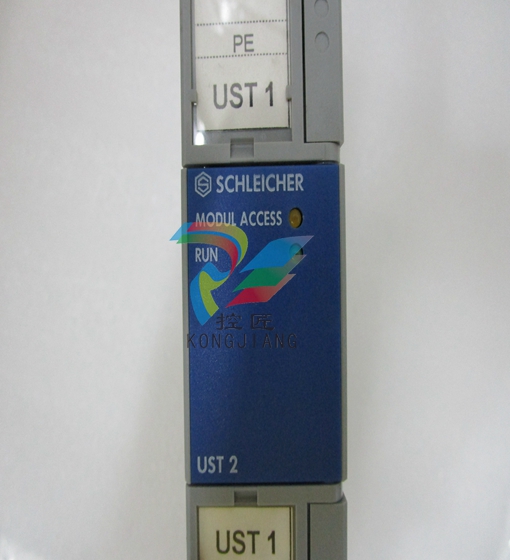 PE
UST 1
SCHLEICHER
MODUL ACCESS
RUN
控匠
KONGJIANG
UST 2
UST 1